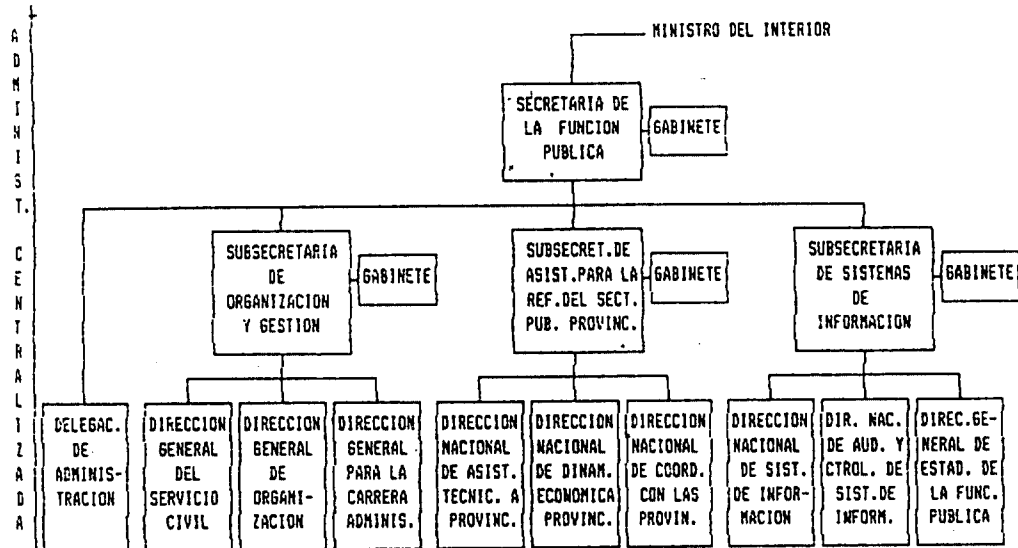 ADMINIST. CENTRALIZADA
MINISTRO DEL INTERIOR
SECRETARIA DE
LA FUNCION
PUBLICA
GABINETE
SUBSECRETARIA
DE
ORGANIZACION
Y GESTION
GABINETE
SUBSECRET.DE
ASIST.PARA LA
REF.DEL SECT.
PUB. PROVINC.
GABINETE
SUBSECRETARIA
DE SISTEMAS
DE
INFORMACION
GABINETE
DELEGAC.
DE
ADMINIS-
TRACION
DIRECCION
GENERAL
DEL
SERVICIO
CIVIL
DIRECCION
GENERAL
DE
ORGANI-
ZACION
DIRECCION
GENERAL
PARA LA
CARRERA
ADMINIS.
DIRECCION
NACIONAL
DE ASIST.
TECNIC. A
PROVINC.
DIRECCION
NACIONAL
DE DINAM.
ECONOMICA
PROVINC.
DIRECCION
NACIONAL
DE COORD.
CON LAS
PROVIN.
DIRECCION
NACIONAL
DE SIST.
DE INFOR-
MACION
DIR. NAC.
DE AUD. Y
CTROL. DE
SIST.DE
INFORM.
DIREC.GE-
NERAL DE
ESTAD. DE
LA FUNC.
PUBLICA